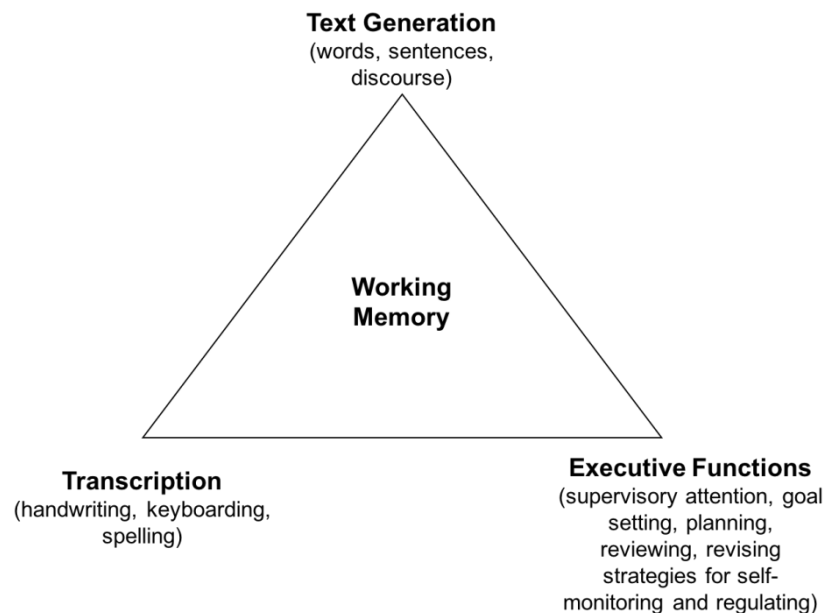 Text Generation
(words, sentences,
discourse)
Working
Memory
Transcription
(handwriting, keyboarding,
spelling)
Executive Functions
(supervisory attention, goal
setting, planning,
reviewing, revising
strategies for self-
monitoring and regulating)